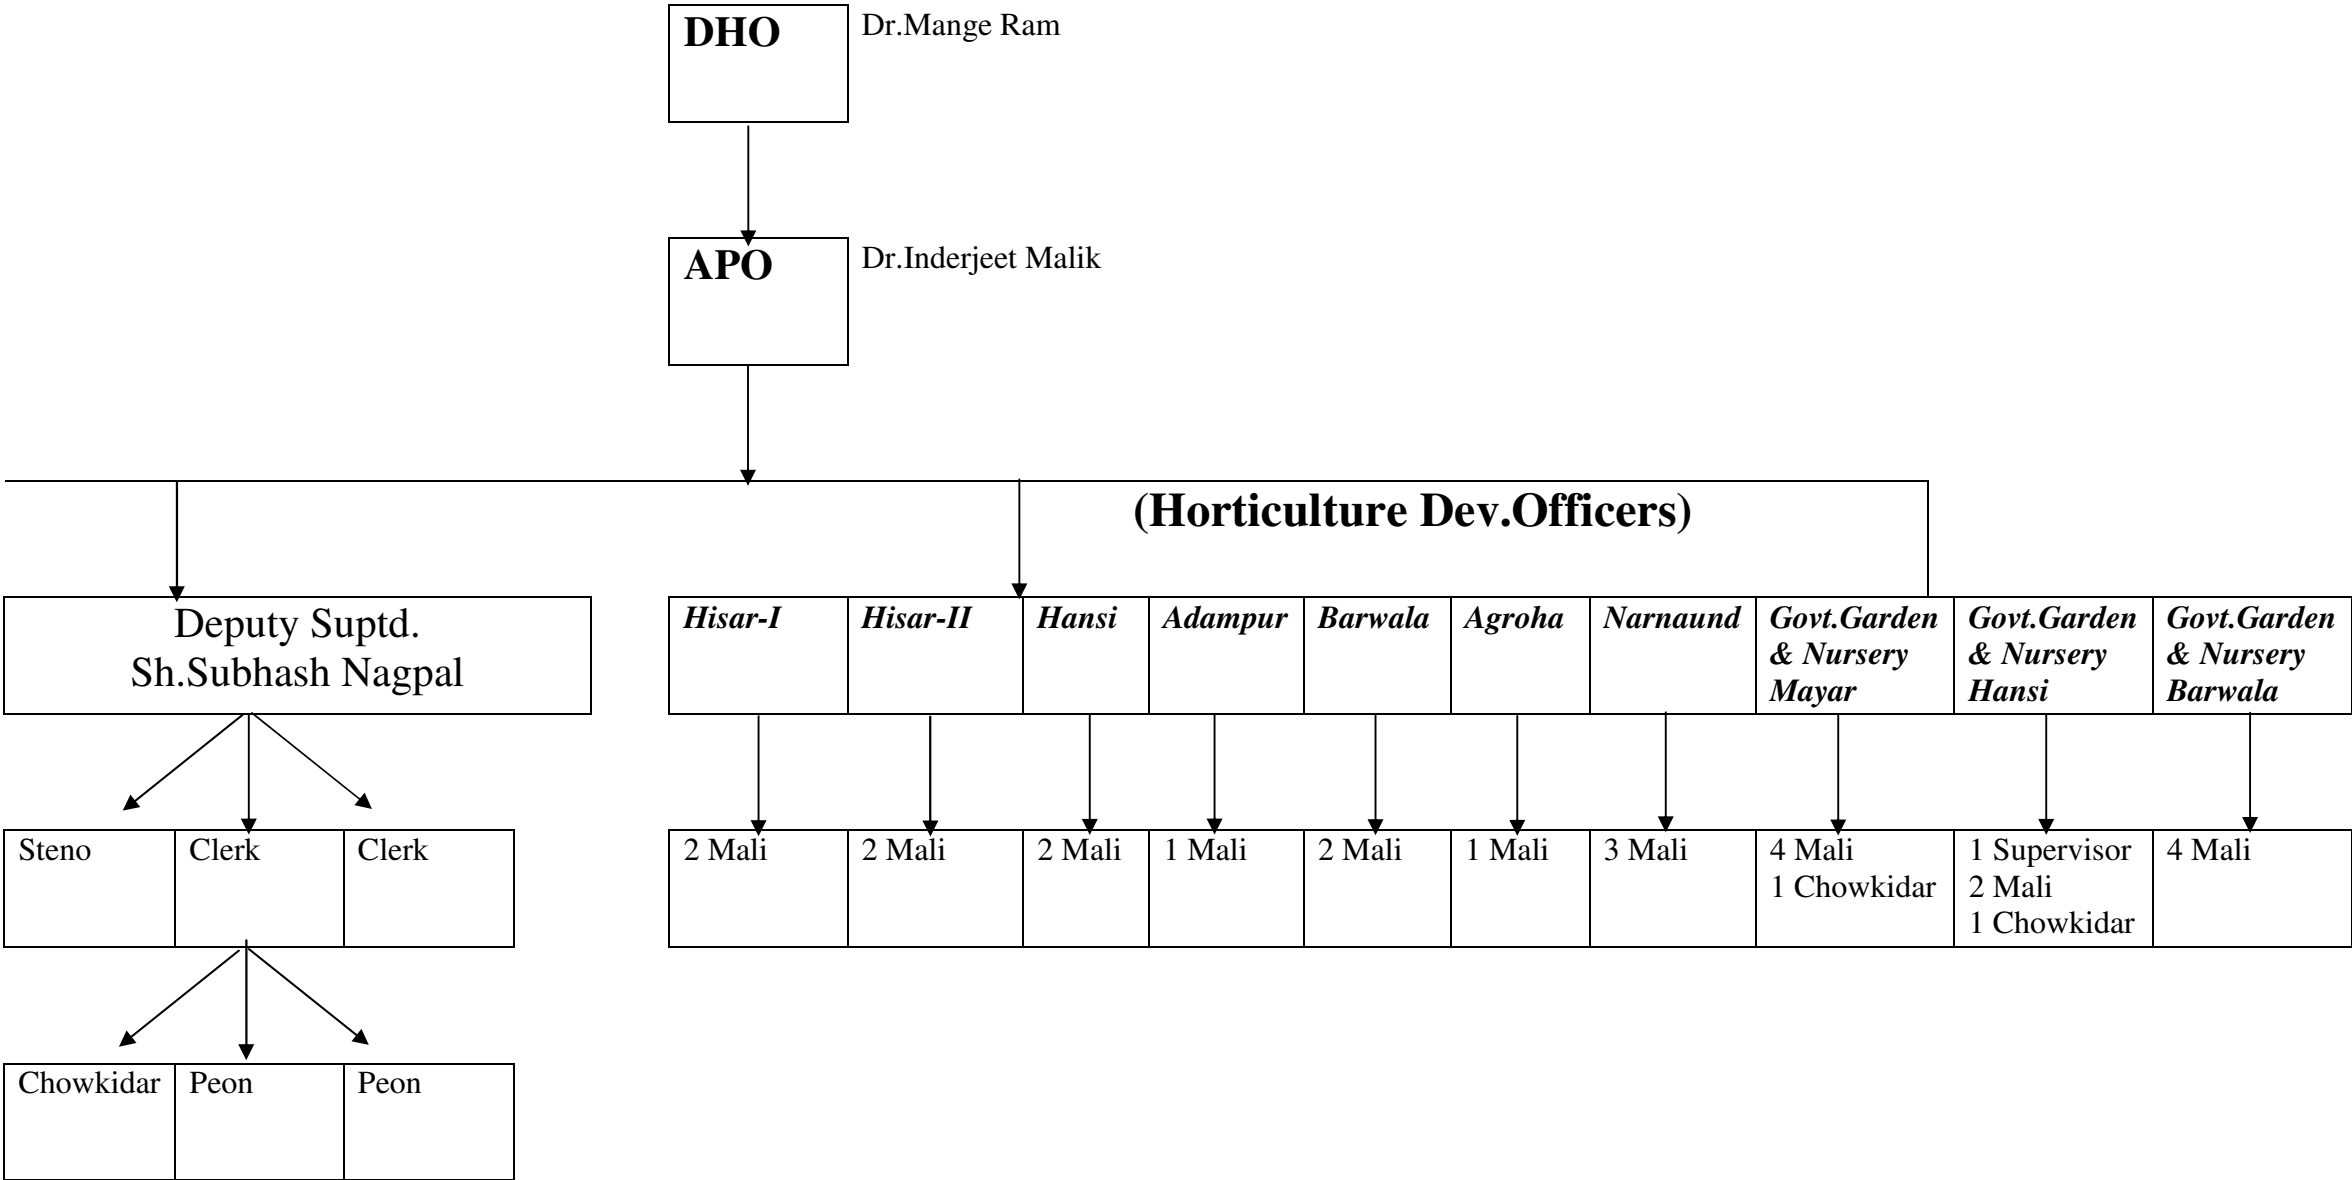 DHO
Dr.Mange Ram
APO
Dr.Inderjeet Malik
(Horticulture Dev.Officers)
Deputy Suptd.
Sh.Subhash Nagpal
Hisar-I
Hisar-II
Hansi
Adampur
Barwala
Agroha
Narnaund
Govt.Garden
& Nursery
Mayar
Govt.Garden
& Nursery
Hansi
Govt.Garden
& Nursery
Barwala
Steno
Clerk
Clerk
2 Mali
2 Mali
2 Mali
1 Mali
2 Mali
1 Mali
3 Mali
4 Mali
1 Chowkidar
1 Supervisor
2 Mali
1 Chowkidar
4 Mali
Chowkidar
Peon
Peon